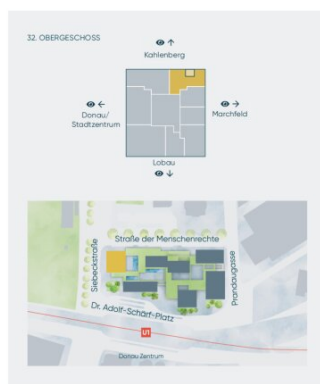 32. OBERGESCHOSS
Kahlenberg
Donau/
Stadtzentrum
Marchfeld
Lobau
Straße der Menschenrechte
Siebeckstraße
Prandaugasse
Dr. Adolf-Schärf-Platz
U1
Donau Zentrum